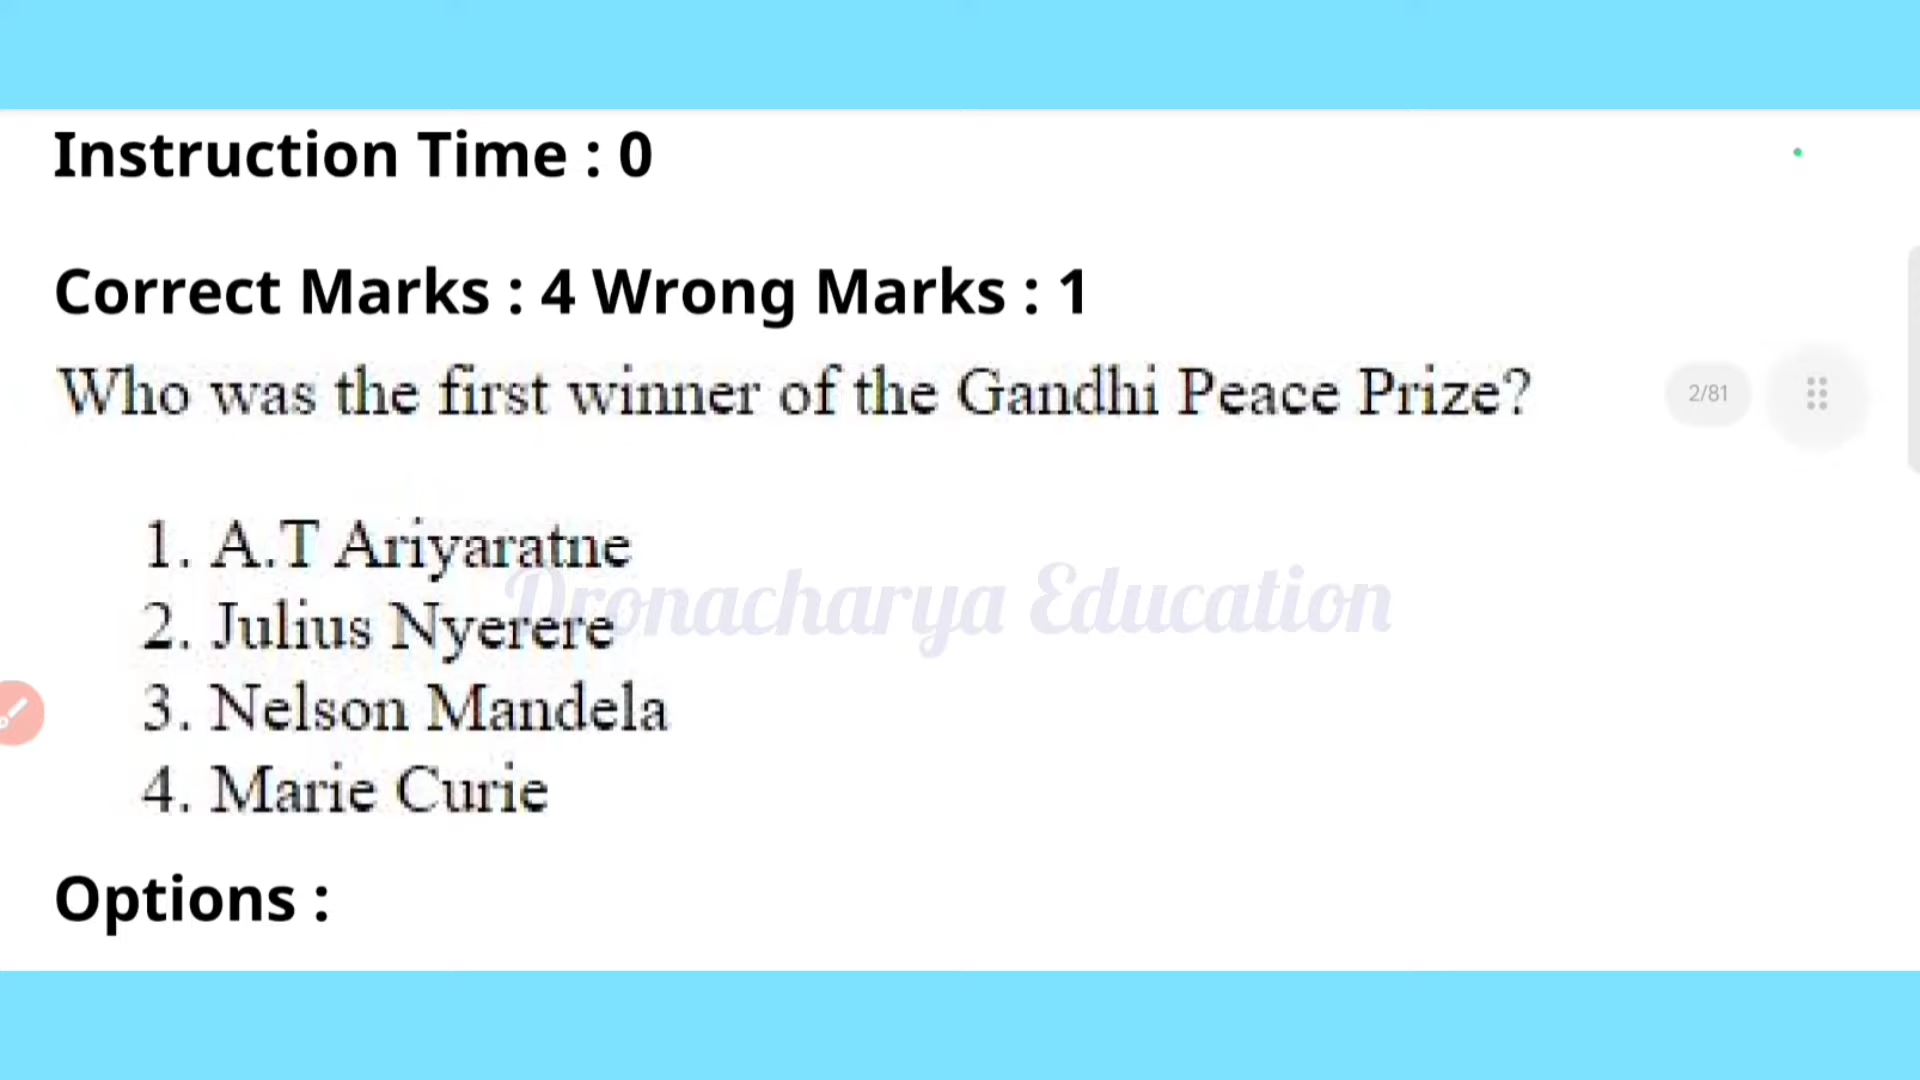 Instruction Time : 0
Correct Marks : 4 Wrong Marks : 1
Who was the first winner of the Gandhi Peace Prize?
2/81
1. A.T Ariyaratne
Dronacharya Education
2. Julius Nyerere
3. Nelson Mandela
4. Marie Curie
Options :